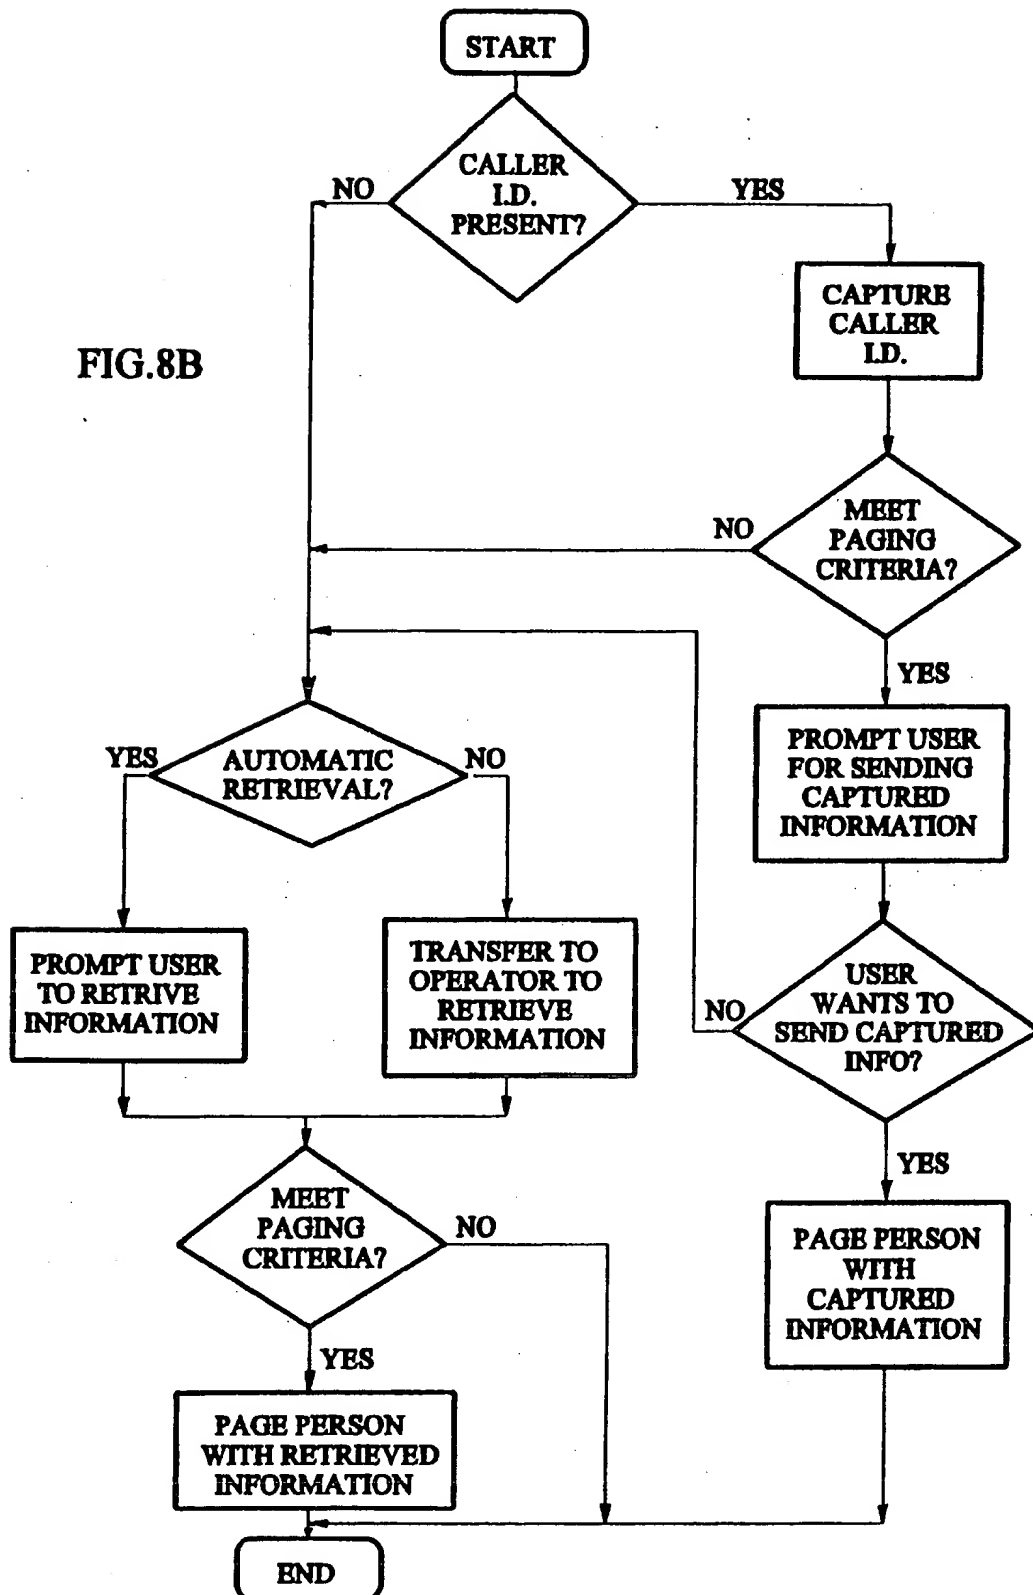 START
CALLER
I.D.
PRESENT?
NO
YES
CAPTURE
CALLER
I.D.
FIG.8B
MEET
PAGING
CRITERIA?
NO
YES
PROMPT USER
FOR SENDING
CAPTURED
INFORMATION
AUTOMATIC
RETRIEVAL?
YES
NO
PROMPT USER
TO RETRIVE
INFORMATION
TRANSFER TO
OPERATOR TO
RETRIEVE
INFORMATION
USER
WANTS TO
SEND CAPTURED
INFO?
NO
YES
MEET
PAGING
CRITERIA?
NO
YES
PAGE PERSON
WITH
CAPTURED
INFORMATION
PAGE PERSON
WITH RETRIEVED
INFORMATION
END